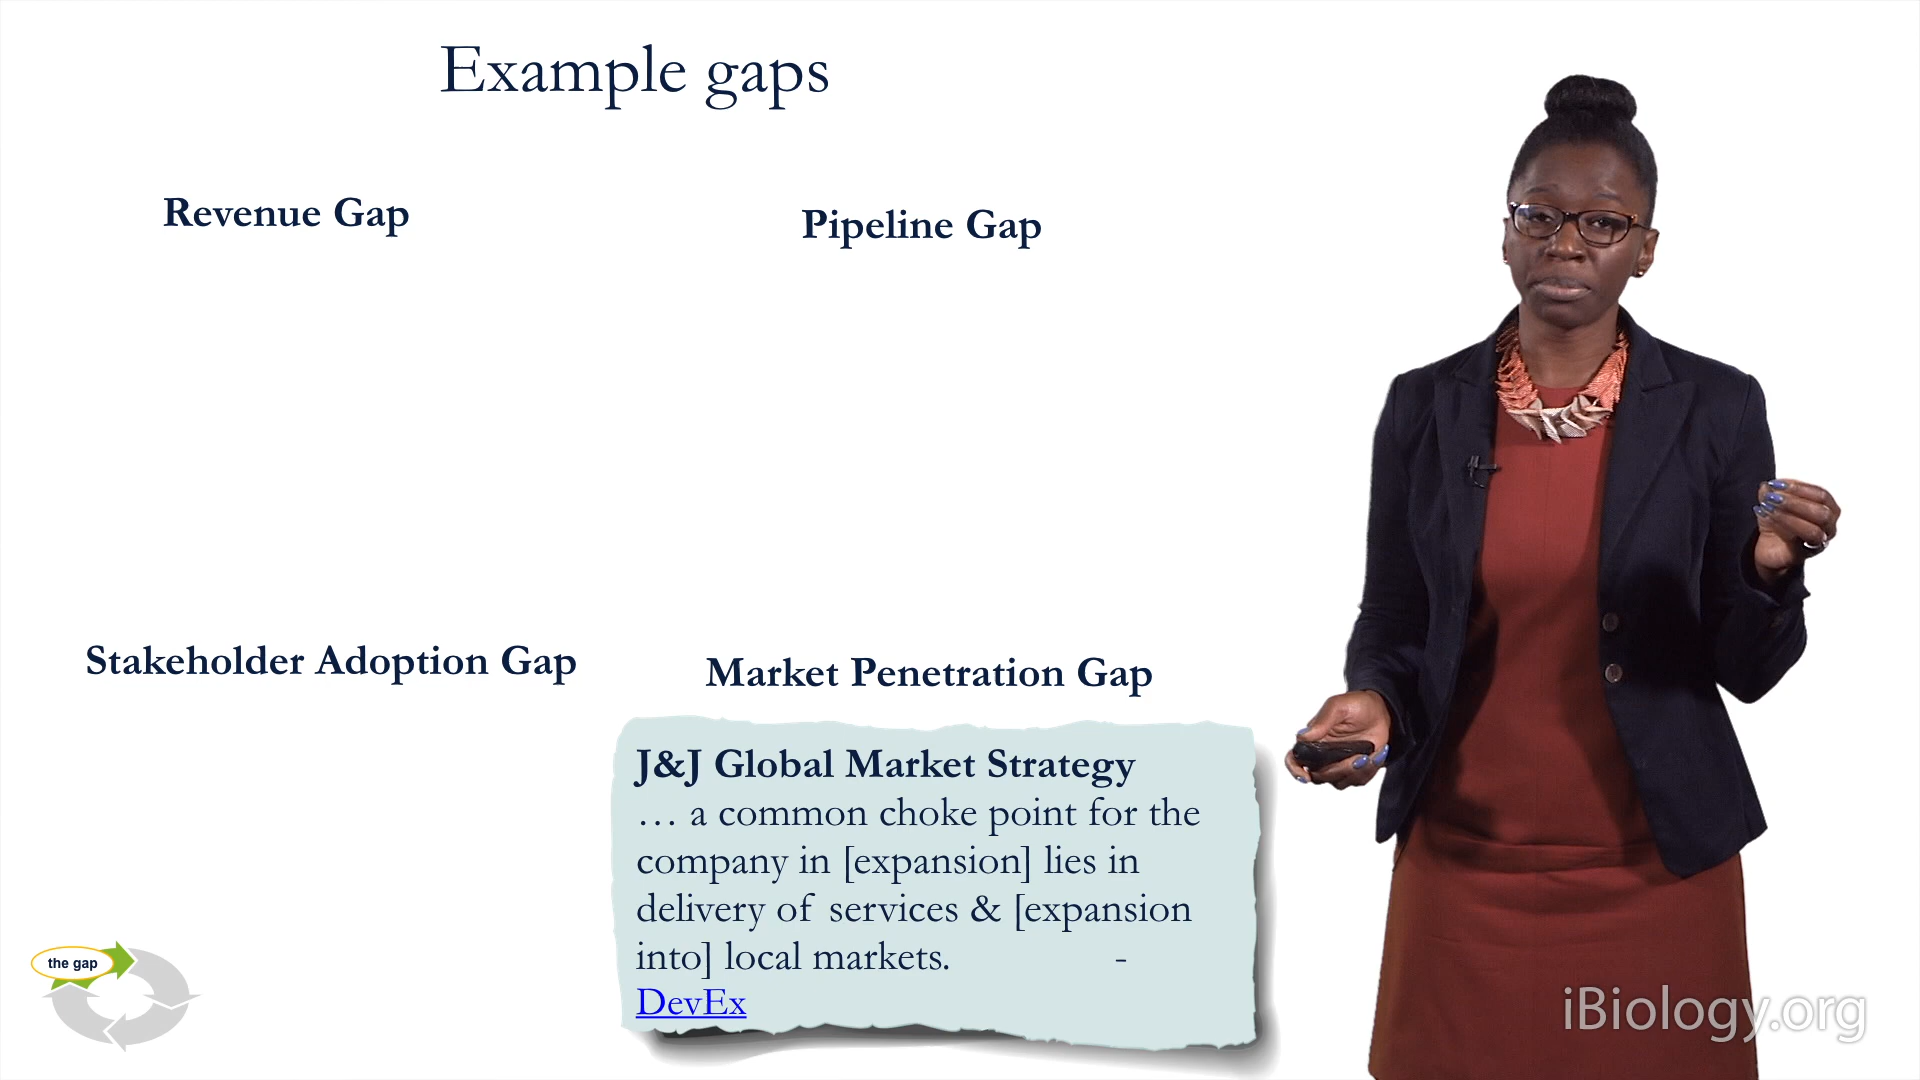 Example gaps
Revenue Gap
Pipeline Gap
Stakeholder Adoption Gap
Market Penetration Gap
J&J Global Market Strategy
… a common choke point for the
company in [expansion] lies in
delivery of services & [expansion
into] local markets. -
DevEx
the gap
iBiology.org